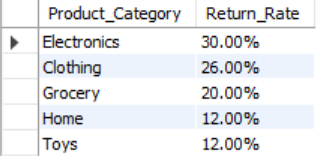 Product_Category Return_Rate
Electronics 30.00%
Clothing 26.00%
Grocery 20.00%
Home 12.00%
Toys 12.00%